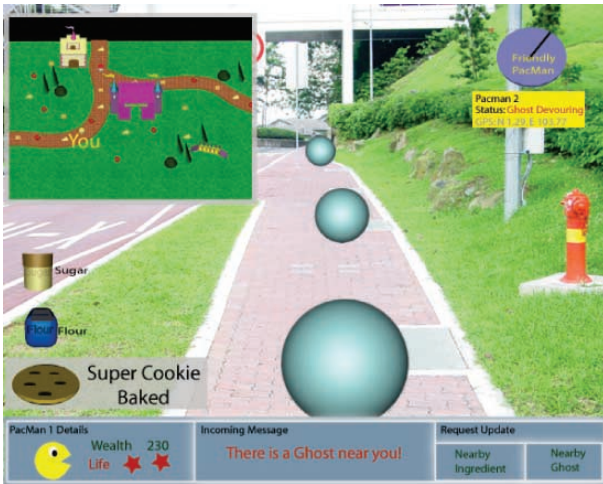 You
Friendly
PacMan
Pacman 2
Status: Ghost Devouring
GPS: N 1.29, E 103.77
Sugar
Flour
Flour
Super Cookie
Baked
PacMan 1 Details
Wealth 230
Life
Incoming Message
There is a Ghost near you!
Request Update
Nearby
Ingredient
Nearby
Ghost